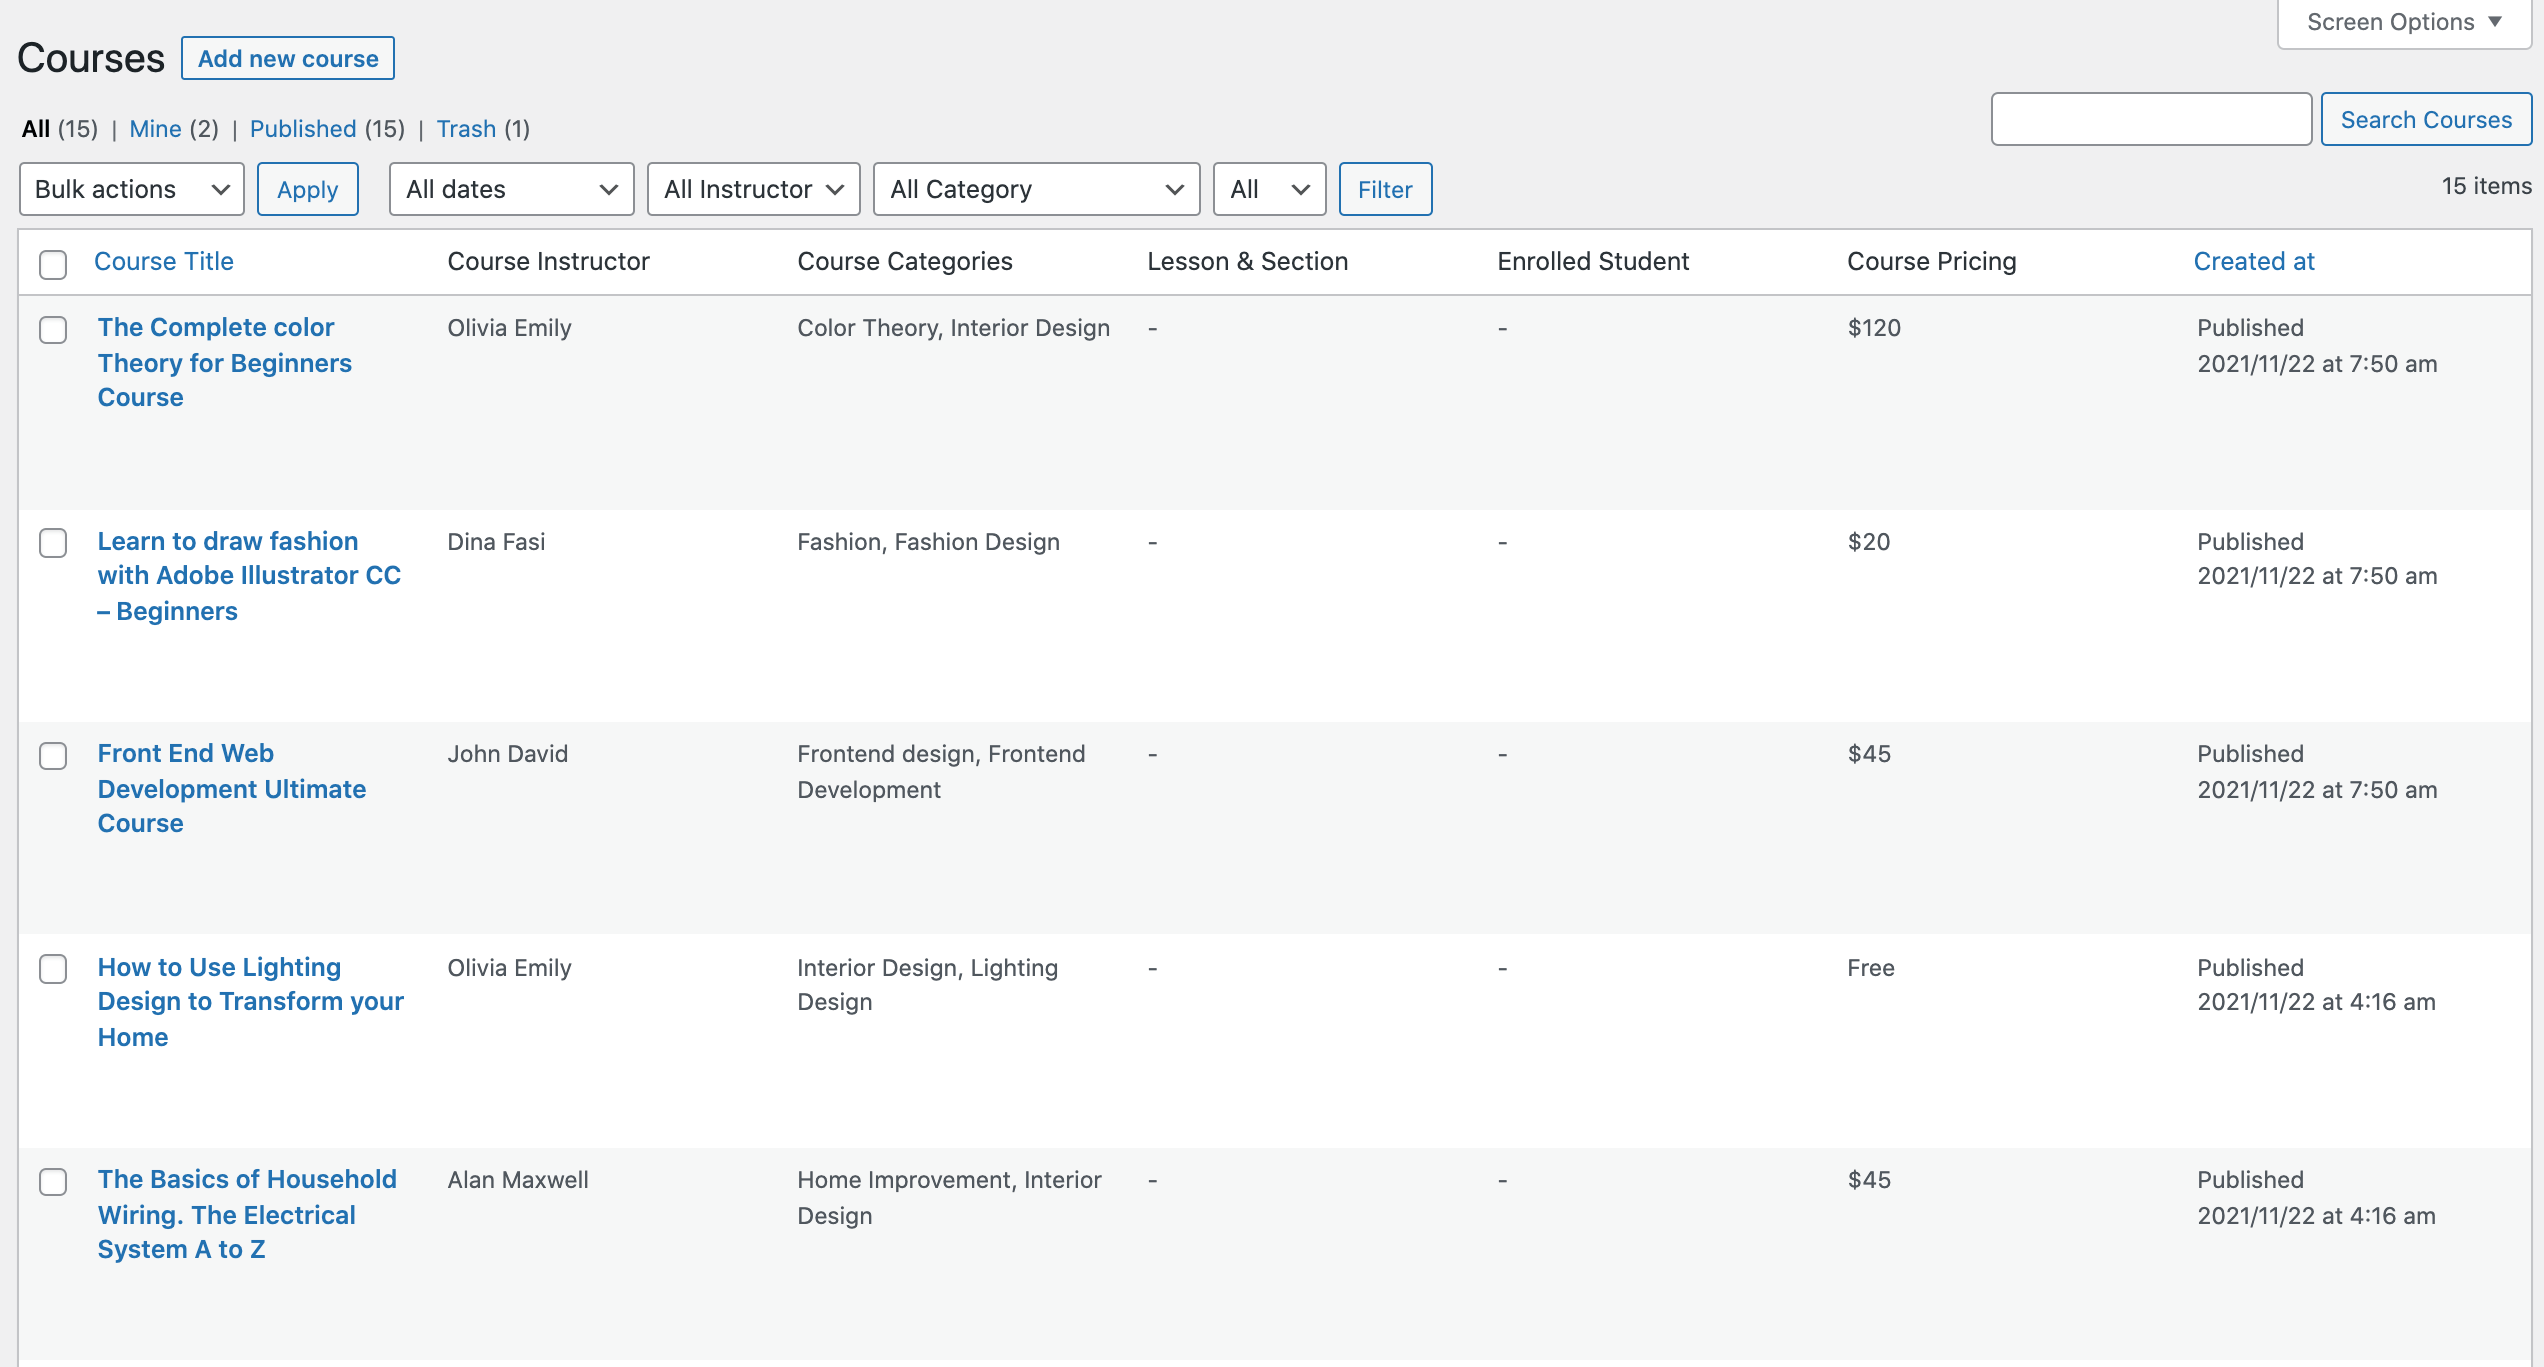 Screen Options ▼
Courses Add new course
All (15) | Mine (2) | Published (15) | Trash (1)
Search Courses
Bulk actions Apply All dates All Instructor All Category All Filter
15 items
Course Title Course Instructor Course Categories Lesson & Section Enrolled Student Course Pricing Created at
The Complete color Olivia Emily Color Theory, Interior Design - - $120 Published
Theory for Beginners 2021/11/22 at 7:50 am
Course
Learn to draw fashion Dina Fasi Fashion, Fashion Design - - $20 Published
with Adobe Illustrator CC 2021/11/22 at 7:50 am
– Beginners
Front End Web John David Frontend design, Frontend - - $45 Published
Development Ultimate Development 2021/11/22 at 7:50 am
Course
How to Use Lighting Olivia Emily Interior Design, Lighting - - Free Published
Design to Transform your Design 2021/11/22 at 4:16 am
Home
The Basics of Household Alan Maxwell Home Improvement, Interior - - $45 Published
Wiring. The Electrical Design 2021/11/22 at 4:16 am
System A to Z